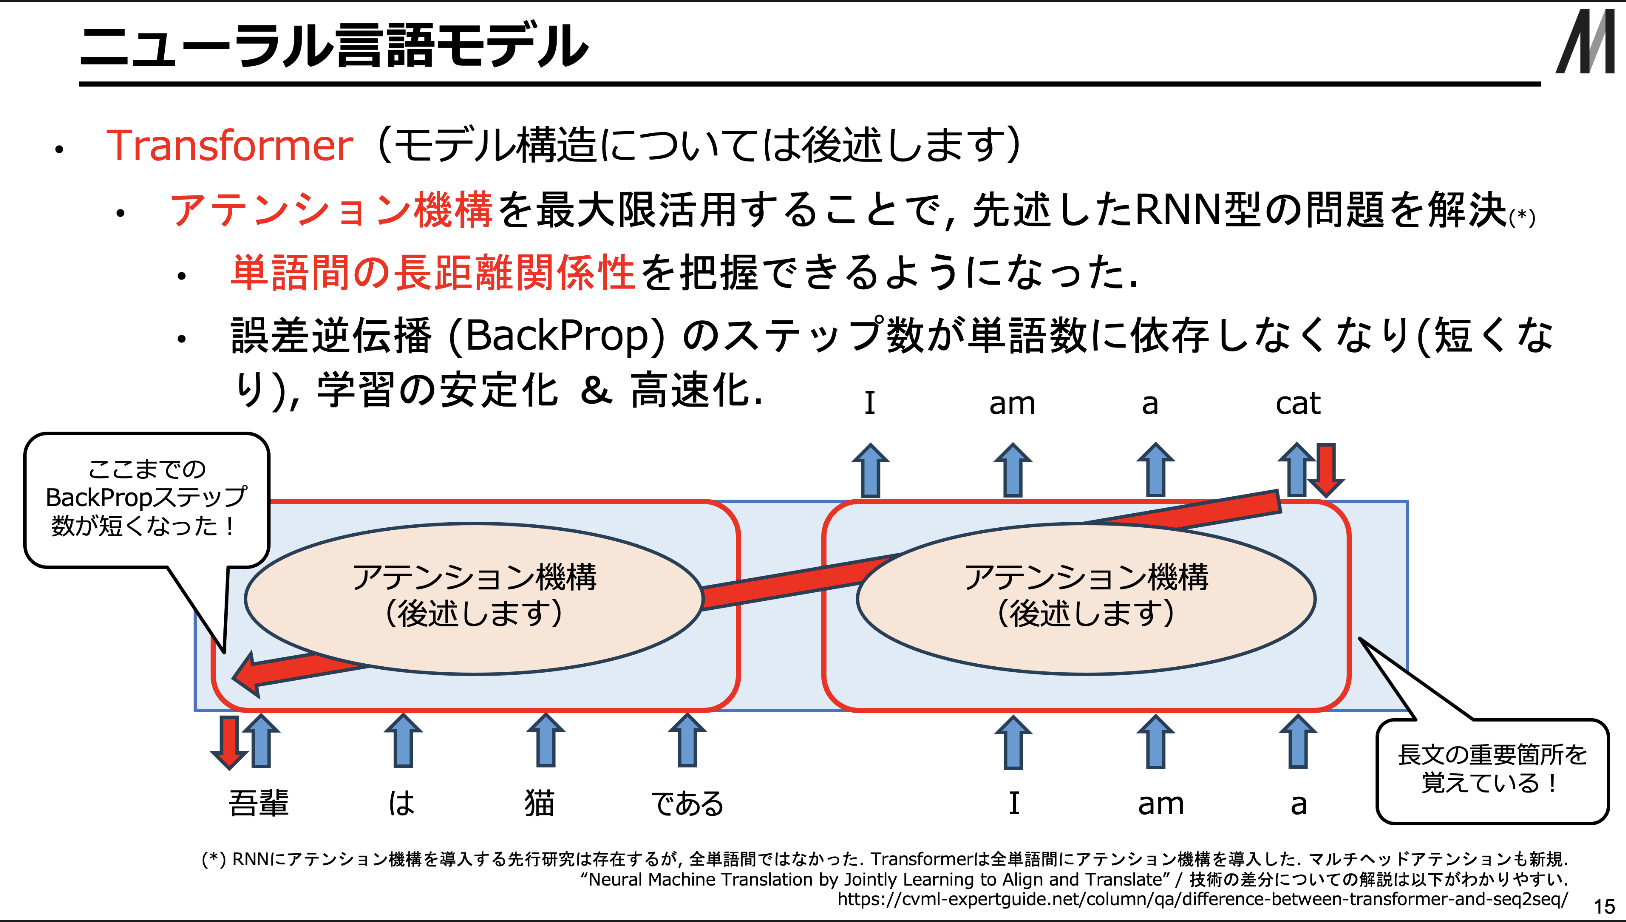 ニューラル言語モデル
• Transformer（モデル構造については後述します）
• アテンション機構を最大限活用することで, 先述したRNN型の問題を解決(*)
• 単語間の長距離関係性を把握できるようになった.
• 誤差逆伝播 (BackProp) のステップ数が単語数に依存しなくなり(短くな
り), 学習の安定化 ＆ 高速化.
I am a cat
ここまでの
BackPropステップ
数が短くなった！
アテンション機構
（後述します）
アテンション機構
（後述します）
長文の重要箇所を
覚えている！
吾輩 は 猫 である I am a
(*) RNNにアテンション機構を導入する先行研究は存在するが, 全単語間ではなかった. Transformerは全単語間にアテンション機構を導入した. マルチヘッドアテンションも新規.
“Neural Machine Translation by Jointly Learning to Align and Translate” / 技術の差分についての解説は以下がわかりやすい.
https://cvml-expertguide.net/column/qa/difference-between-transformer-and-seq2seq/
15